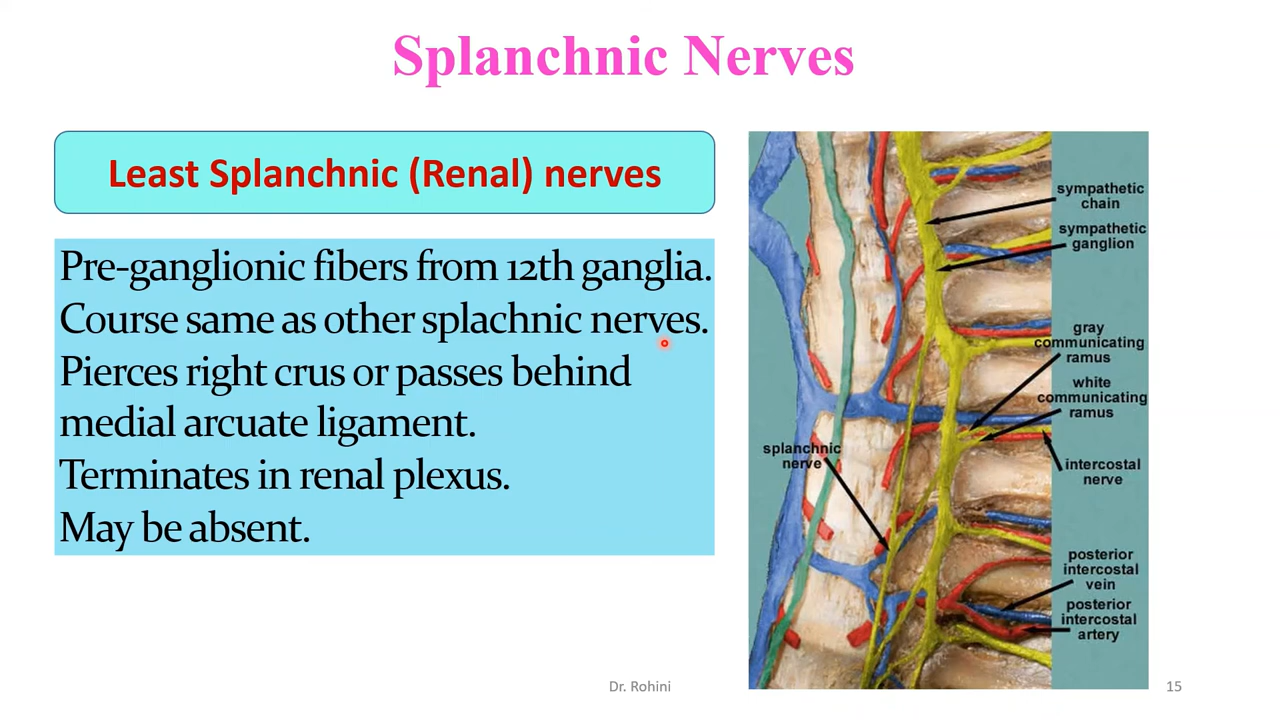 Splanchnic Nerves
Least Splanchnic (Renal) nerves
Pre-ganglionic fibers from 12th ganglia.
Course same as other splachnic nerves.
Pierces right crus or passes behind
medial arcuate ligament.
Terminates in renal plexus.
May be absent.
sympathetic
chain
sympathetic
ganglion
gray
communicating
ramus
white
communicating
ramus
splanchnic
nerve
intercostal
nerve
posterior
intercostal
vein
posterior
intercostal
artery
Dr. Rohini
15